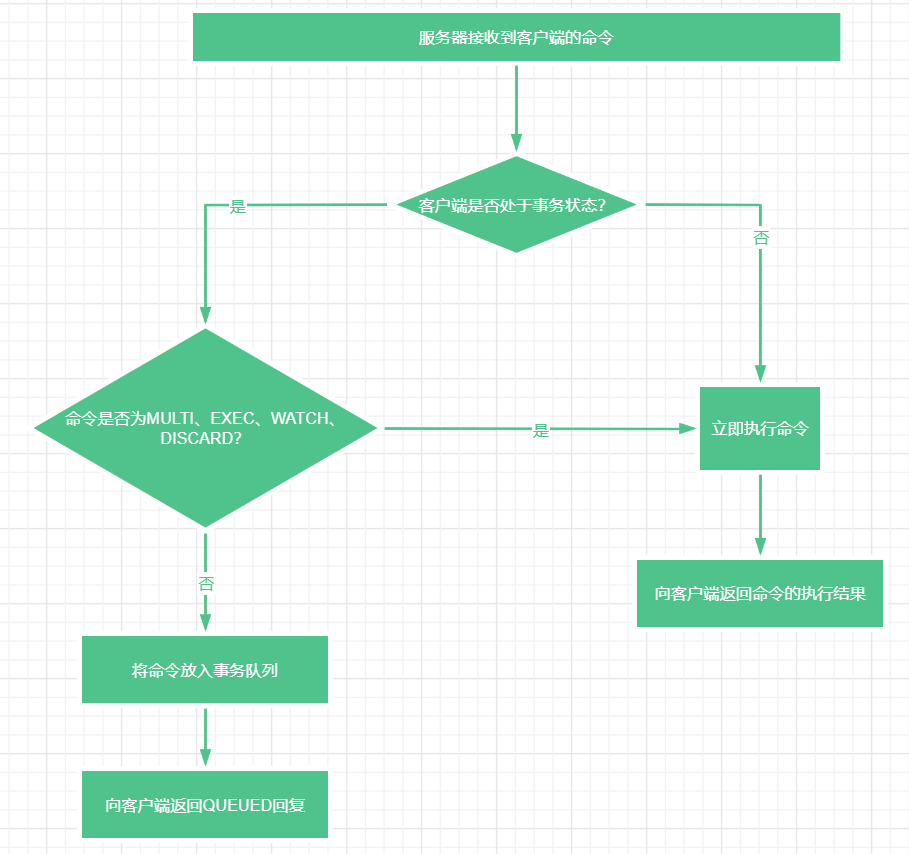 服务器接收到客户端的命令
客户端是否处于事务状态?
是
否
命令是否为MULTI、EXEC、WATCH、
DISCARD?
是
立即执行命令
否
向客户端返回命令的执行结果
将命令放入事务队列
向客户端返回QUEUED回复